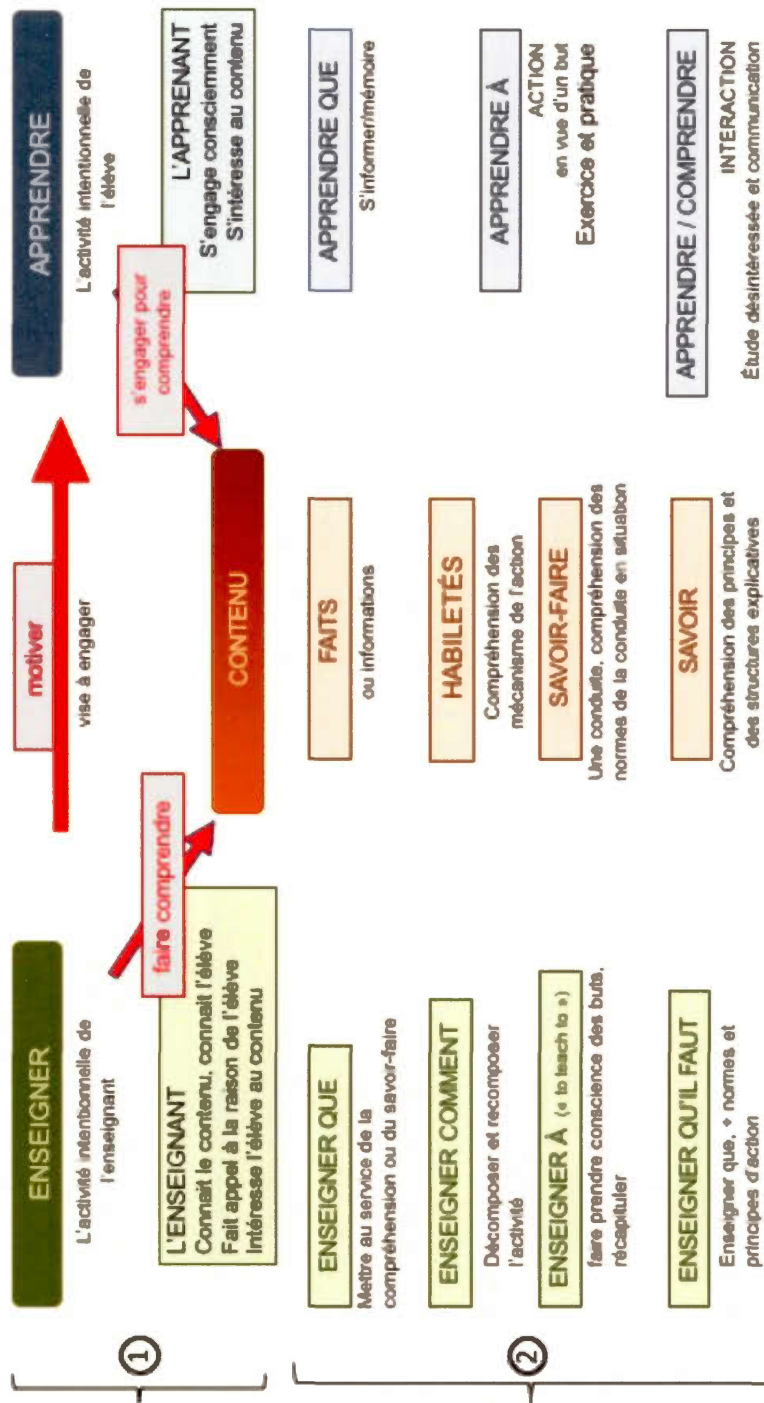 ①
ENSEIGNER
L'activité intentionnelle de
l'enseignant
motiver
vise à engager
APPRENDRE
L'activité intentionnelle de
l'élève
L'ENSEIGNANT
Connait le contenu, connait l'élève
Fait appel à la raison de l'élève
Intéresse l'élève au contenu
faire comprendre
CONTENU
s'engager pour
comprendre
L'APPRENANT
S'engage consciemment
S'intéresse au contenu
②
ENSEIGNER QUE
Mettre au service de la
compréhension ou du savoir-faire
FAITS
ou informations
APPRENDRE QUE
S'informer/mémoire
ENSEIGNER COMMENT
Décomposer et recomposer
l'activité
HABILETÉS
Compréhension des
mécanisme de l'action
APPRENDRE À
ACTION
en vue d'un but
Exercice et pratique
ENSEIGNER À (« to teach to »)
faire prendre conscience des buts,
récapituler
SAVOIR-FAIRE
Une conduite, compréhension des
normes de la conduite en situation
ENSEIGNER QU'IL FAUT
Enseigner que, + normes et
principes d'action
SAVOIR
Compréhension des principes et
des structures explicatives
APPRENDRE / COMPRENDRE
INTERACTION
Étude désintéressée et communication